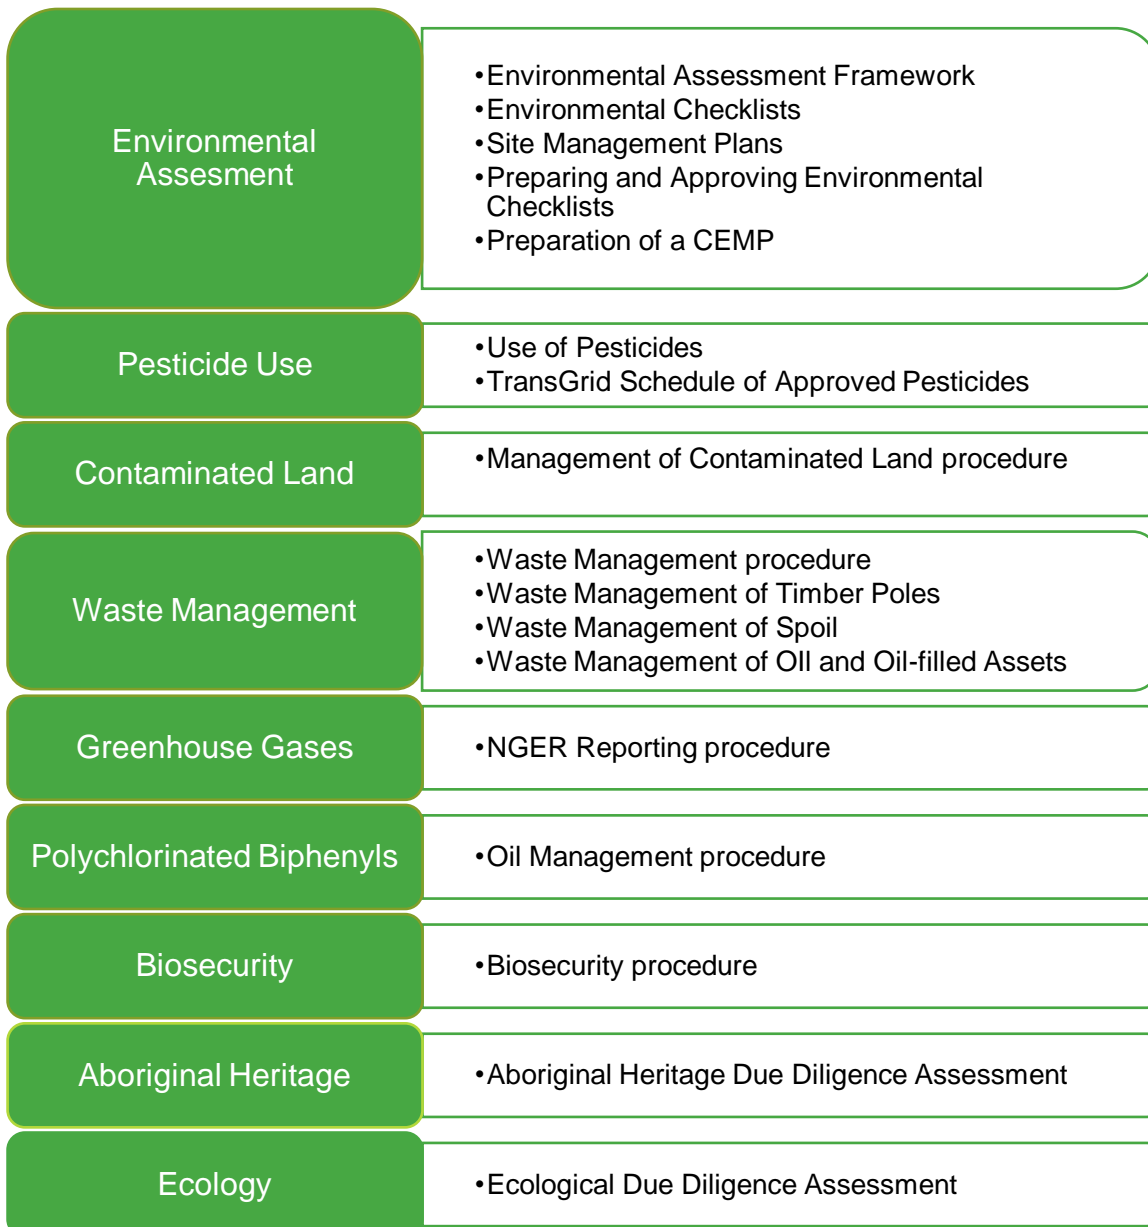 Environmental
Assesment
•Environmental Assessment Framework
•Environmental Checklists
•Site Management Plans
•Preparing and Approving Environmental
Checklists
•Preparation of a CEMP
Pesticide Use
•Use of Pesticides
•TransGrid Schedule of Approved Pesticides
Contaminated Land
•Management of Contaminated Land procedure
Waste Management
•Waste Management procedure
•Waste Management of Timber Poles
•Waste Management of Spoil
•Waste Management of OIl and Oil-filled Assets
Greenhouse Gases
•NGER Reporting procedure
Polychlorinated Biphenyls
•Oil Management procedure
Biosecurity
•Biosecurity procedure
Aboriginal Heritage
•Aboriginal Heritage Due Diligence Assessment
Ecology
•Ecological Due Diligence Assessment